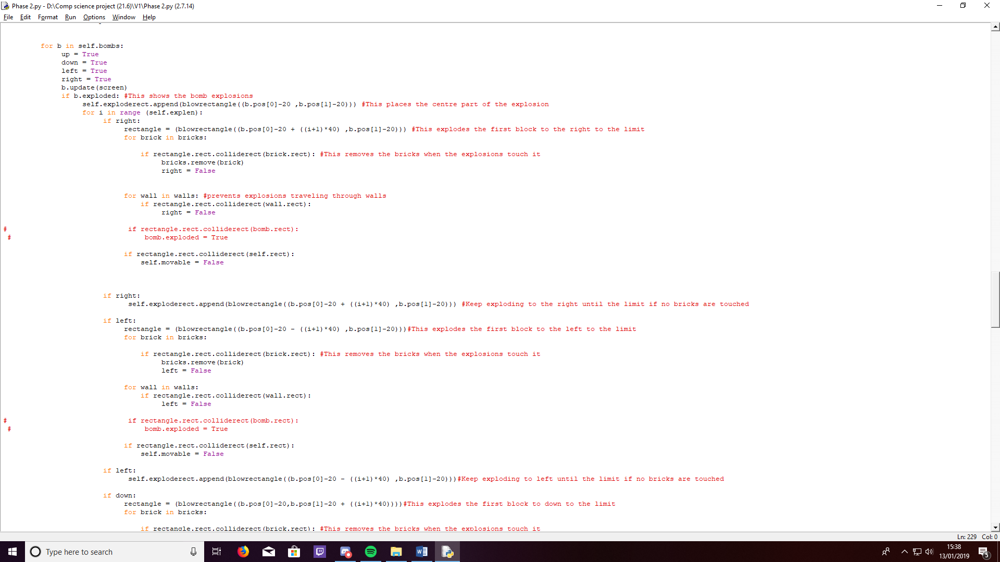 Phase 2.py - D:\Comp science project (21.6)\V1\Phase 2.py (2.7.14)
File Edit Format Run Options Window Help
for b in self.bombs:
up = True
down = True
left = True
right = True
b.update(screen)
if b.exploded: #This shows the bomb explosions
self.exploderect.append(blowrectangle((b.pos[0]-20 ,b.pos[1]-20))) #This places the centre part of the explosion
for i in range (self.explen):
if right:
rectangle = (blowrectangle((b.pos[0]-20 + ((i+1)*40) ,b.pos[1]-20))) #This explodes the first block to the right to the limit
for brick in bricks:
if rectangle.rect.colliderect(brick.rect): #This removes the bricks when the explosions touch it
bricks.remove(brick)
right = False
for wall in walls: #prevents explosions traveling through walls
if rectangle.rect.colliderect(wall.rect):
right = False
# if rectangle.rect.colliderect(bomb.rect):
# bomb.exploded = True
if rectangle.rect.colliderect(self.rect):
self.movable = False
if right:
self.exploderect.append(blowrectangle((b.pos[0]-20 + ((i+1)*40) ,b.pos[1]-20))) #Keep exploding to the right until the limit if no bricks are touched
if left:
rectangle = (blowrectangle((b.pos[0]-20 - ((i+1)*40) ,b.pos[1]-20)))#This explodes the first block to the left to the limit
for brick in bricks:
if rectangle.rect.colliderect(brick.rect): #This removes the bricks when the explosions touch it
bricks.remove(brick)
left = False
for wall in walls:
if rectangle.rect.colliderect(wall.rect):
left = False
# if rectangle.rect.colliderect(bomb.rect):
# bomb.exploded = True
if rectangle.rect.colliderect(self.rect):
self.movable = False
if left:
self.exploderect.append(blowrectangle((b.pos[0]-20 - ((i+1)*40) ,b.pos[1]-20)))#Keep exploding to left until the limit if no bricks are touched
if down:
rectangle = (blowrectangle((b.pos[0]-20,b.pos[1]-20 + ((i+1)*40))))#This explodes the first block to down to the limit
for brick in bricks:
if rectangle.rect.colliderect(brick.rect): #This removes the bricks when the explosions touch it
Ln: 229 Col: 0
Type here to search
15:38
13/01/2019
5